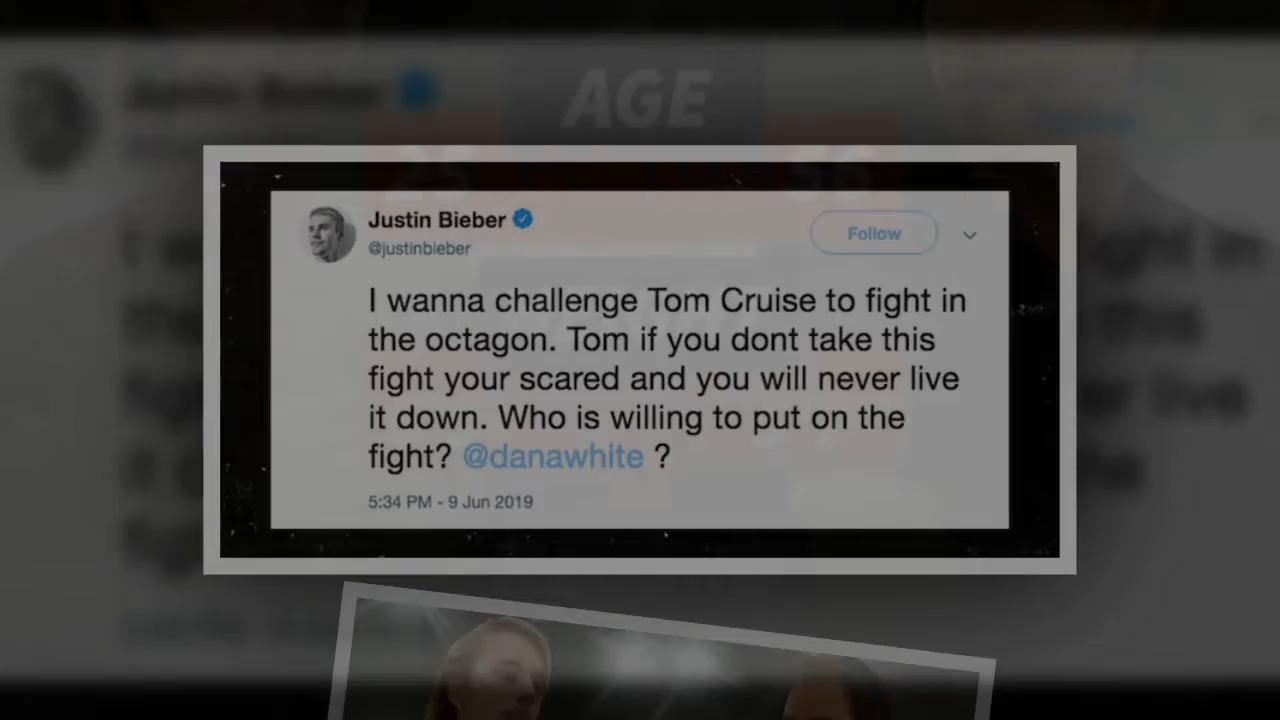 AGE
25 56
Justin Bieber
@justinbieber
Follow
I wanna challenge Tom Cruise to fight in
the octagon. Tom if you dont take this
fight your scared and you will never live
it down. Who is willing to put on the
fight? @danawhite ?
5:34 PM - 9 Jun 2019